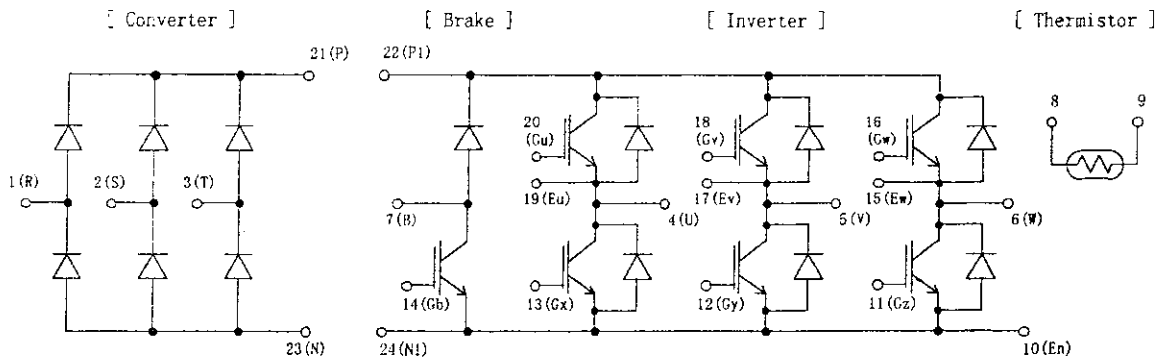 [ Converter ] [ Brake ] [ Inverter ] [ Thermistor ]
21(P) 22(P1)
20 (Gu) 18 (Gv) 16 (Gw) 8 9
1(R) 2(S) 3(T) 7(B) 19(Eu) 4(U) 17(Ev) 5(V) 15(Ew) 6(W)
14(Gb) 13(Gx) 12(Gy) 11(Gz)
23(N) 24(N1) 10(En)